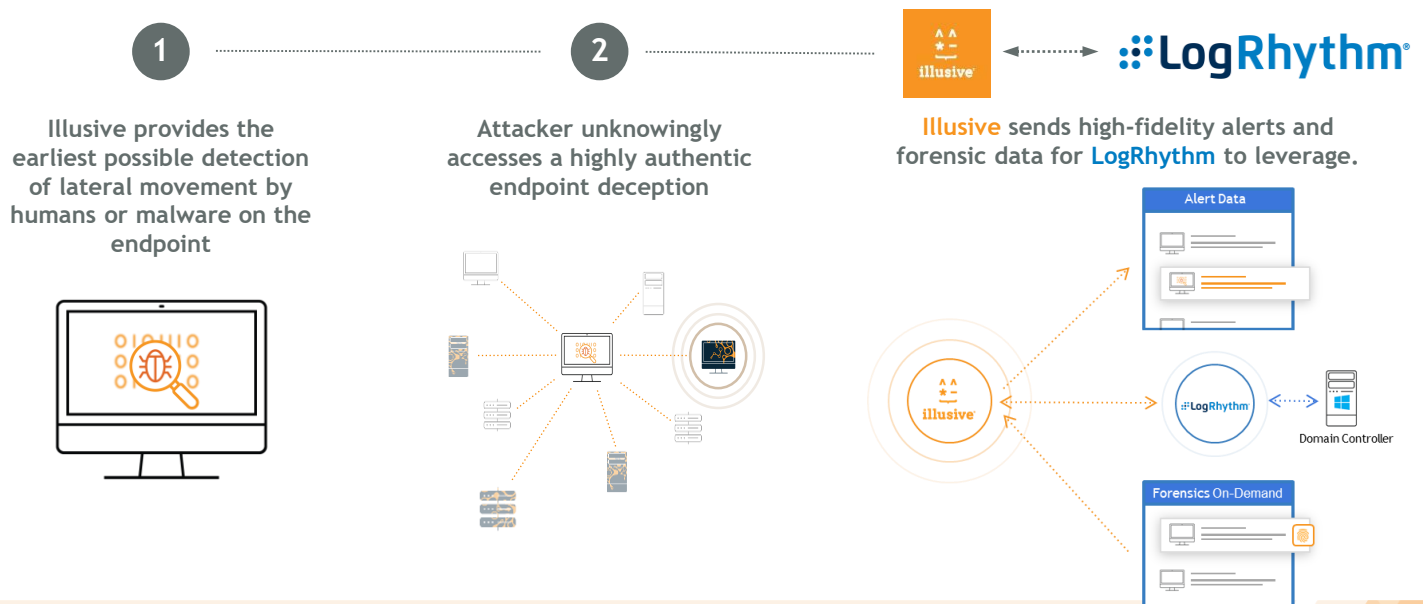 1
Illusive provides the
earliest possible detection
of lateral movement by
humans or malware on the
endpoint
2
Attacker unknowingly
accesses a highly authentic
endpoint deception
illusive
LogRhythm®
Illusive sends high-fidelity alerts and
forensic data for LogRhythm to leverage.
Alert Data
illusive
LogRhythm
Domain Controller
Forensics On-Demand